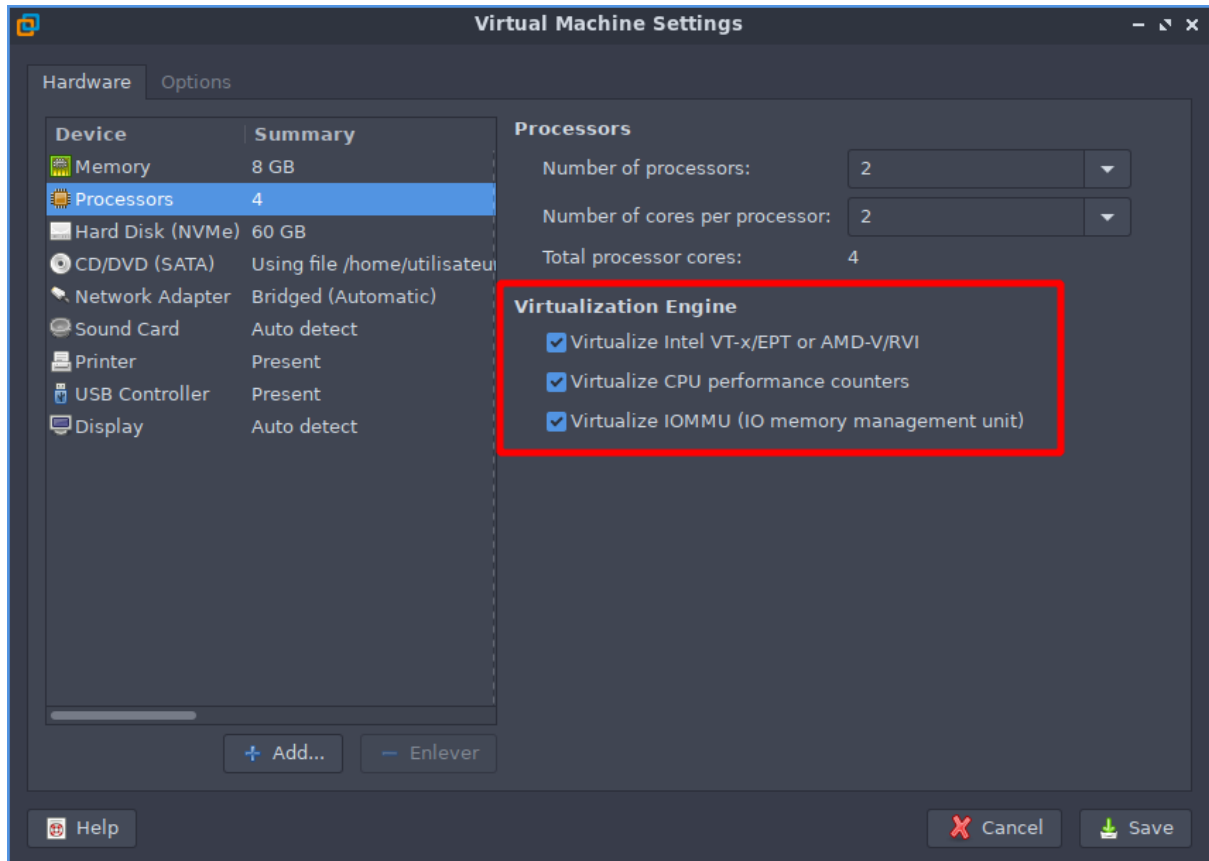 Virtual Machine Settings
Hardware Options
Device Summary
Memory 8 GB
Processors 4
Hard Disk (NVMe) 60 GB
CD/DVD (SATA) Using file /home/utilisateu
Network Adapter Bridged (Automatic)
Sound Card Auto detect
Printer Present
USB Controller Present
Display Auto detect
+ Add... − Enlever
Processors
Number of processors: 2
Number of cores per processor: 2
Total processor cores: 4
Virtualization Engine
Virtualize Intel VT-x/EPT or AMD-V/RVI
Virtualize CPU performance counters
Virtualize IOMMU (IO memory management unit)
Help Cancel Save